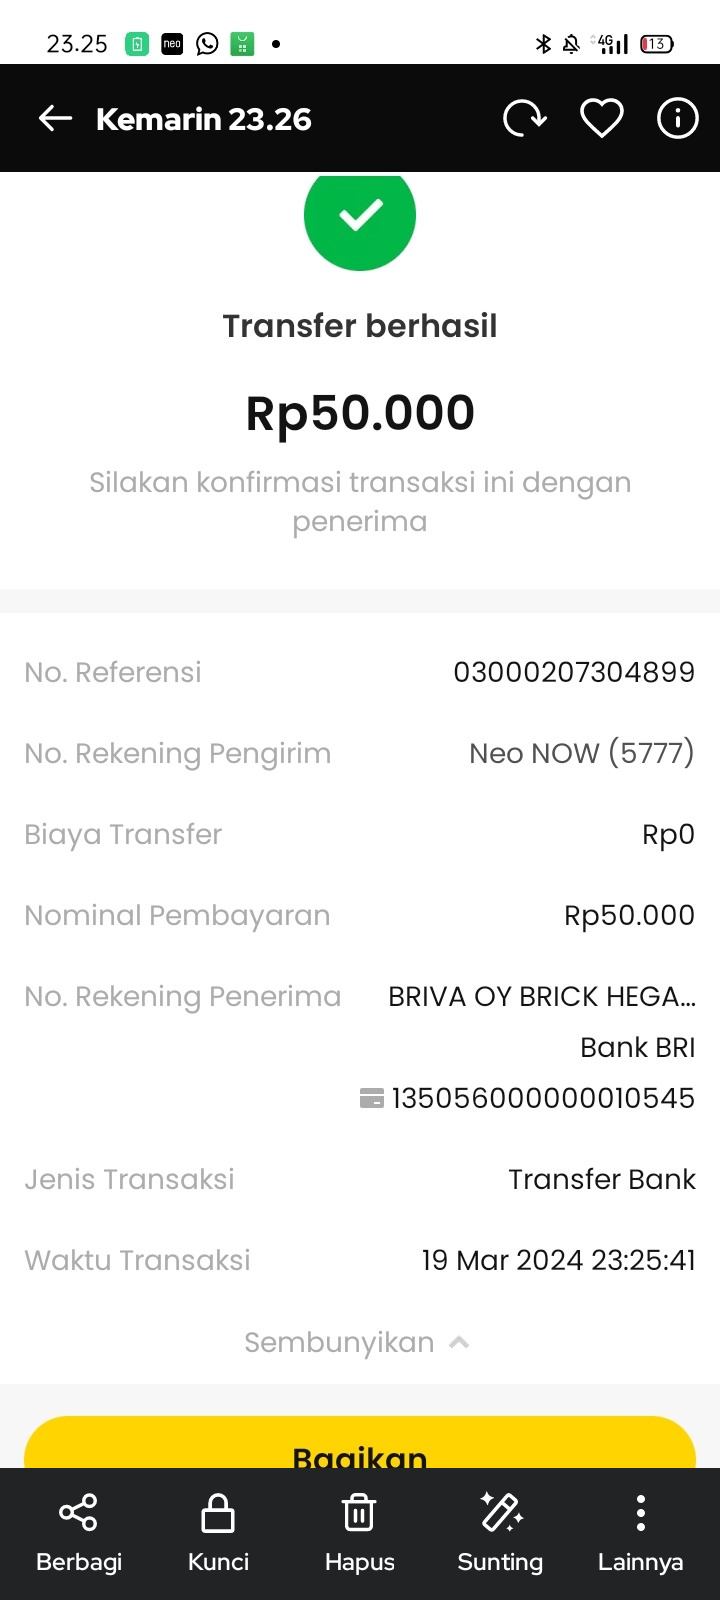 23.25 neo 4G 13
Kemarin 23.26
Transfer berhasil
Rp50.000
Silakan konfirmasi transaksi ini dengan
penerima
No. Referensi 03000207304899
No. Rekening Pengirim Neo NOW (5777)
Biaya Transfer Rp0
Nominal Pembayaran Rp50.000
No. Rekening Penerima BRIVA OY BRICK HEGA...
Bank BRI
135056000000010545
Jenis Transaksi Transfer Bank
Waktu Transaksi 19 Mar 2024 23:25:41
Sembunyikan
Bagikan
Berbagi Kunci Hapus Sunting Lainnya